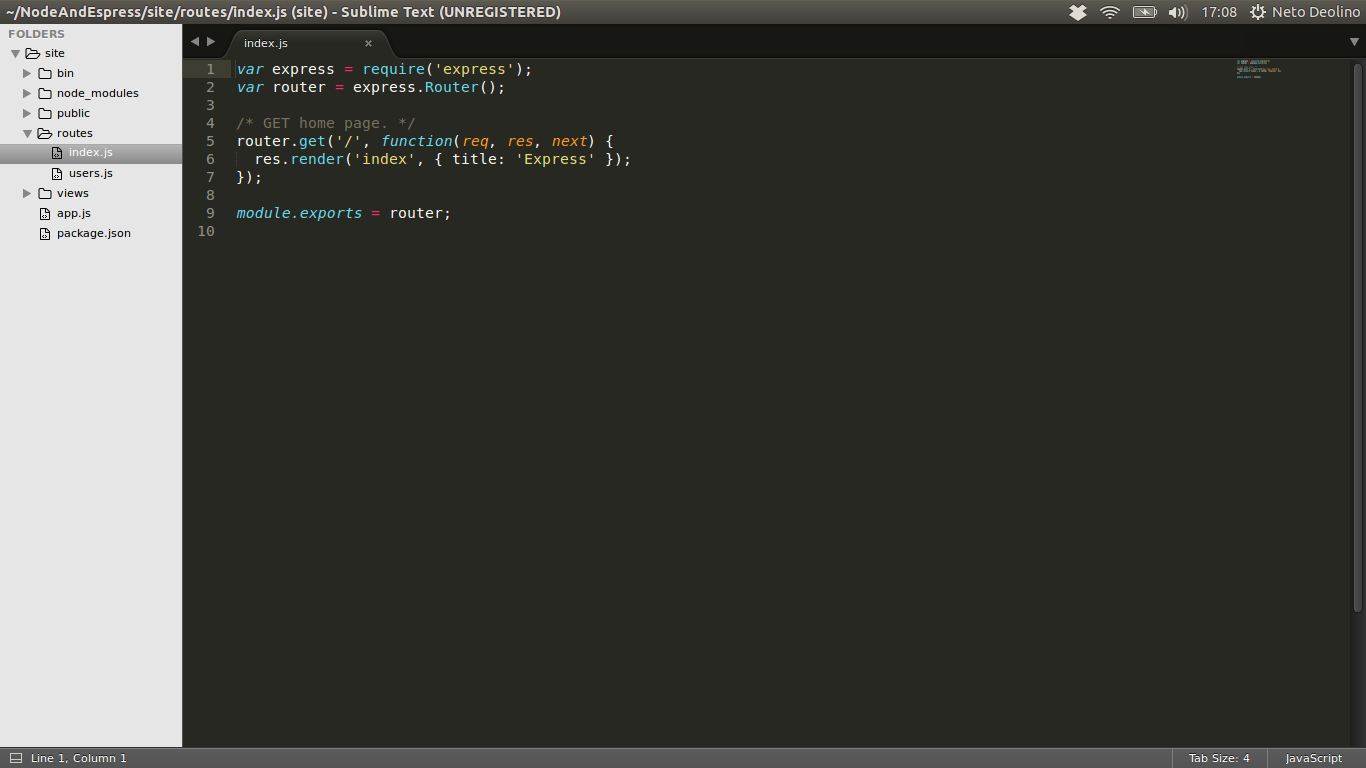 ~/NodeAndEspress/site/routes/index.js (site) - Sublime Text (UNREGISTERED)
17:08
Neto Deolino
FOLDERS
site
bin
node_modules
public
routes
index.js
users.js
views
app.js
package.json
index.js
1 var express = require('express');
2 var router = express.Router();
3
4 /* GET home page. */
5 router.get('/', function(req, res, next) {
6   res.render('index', { title: 'Express' });
7 });
8
9 module.exports = router;
10
Line 1, Column 1
Tab Size: 4
JavaScript